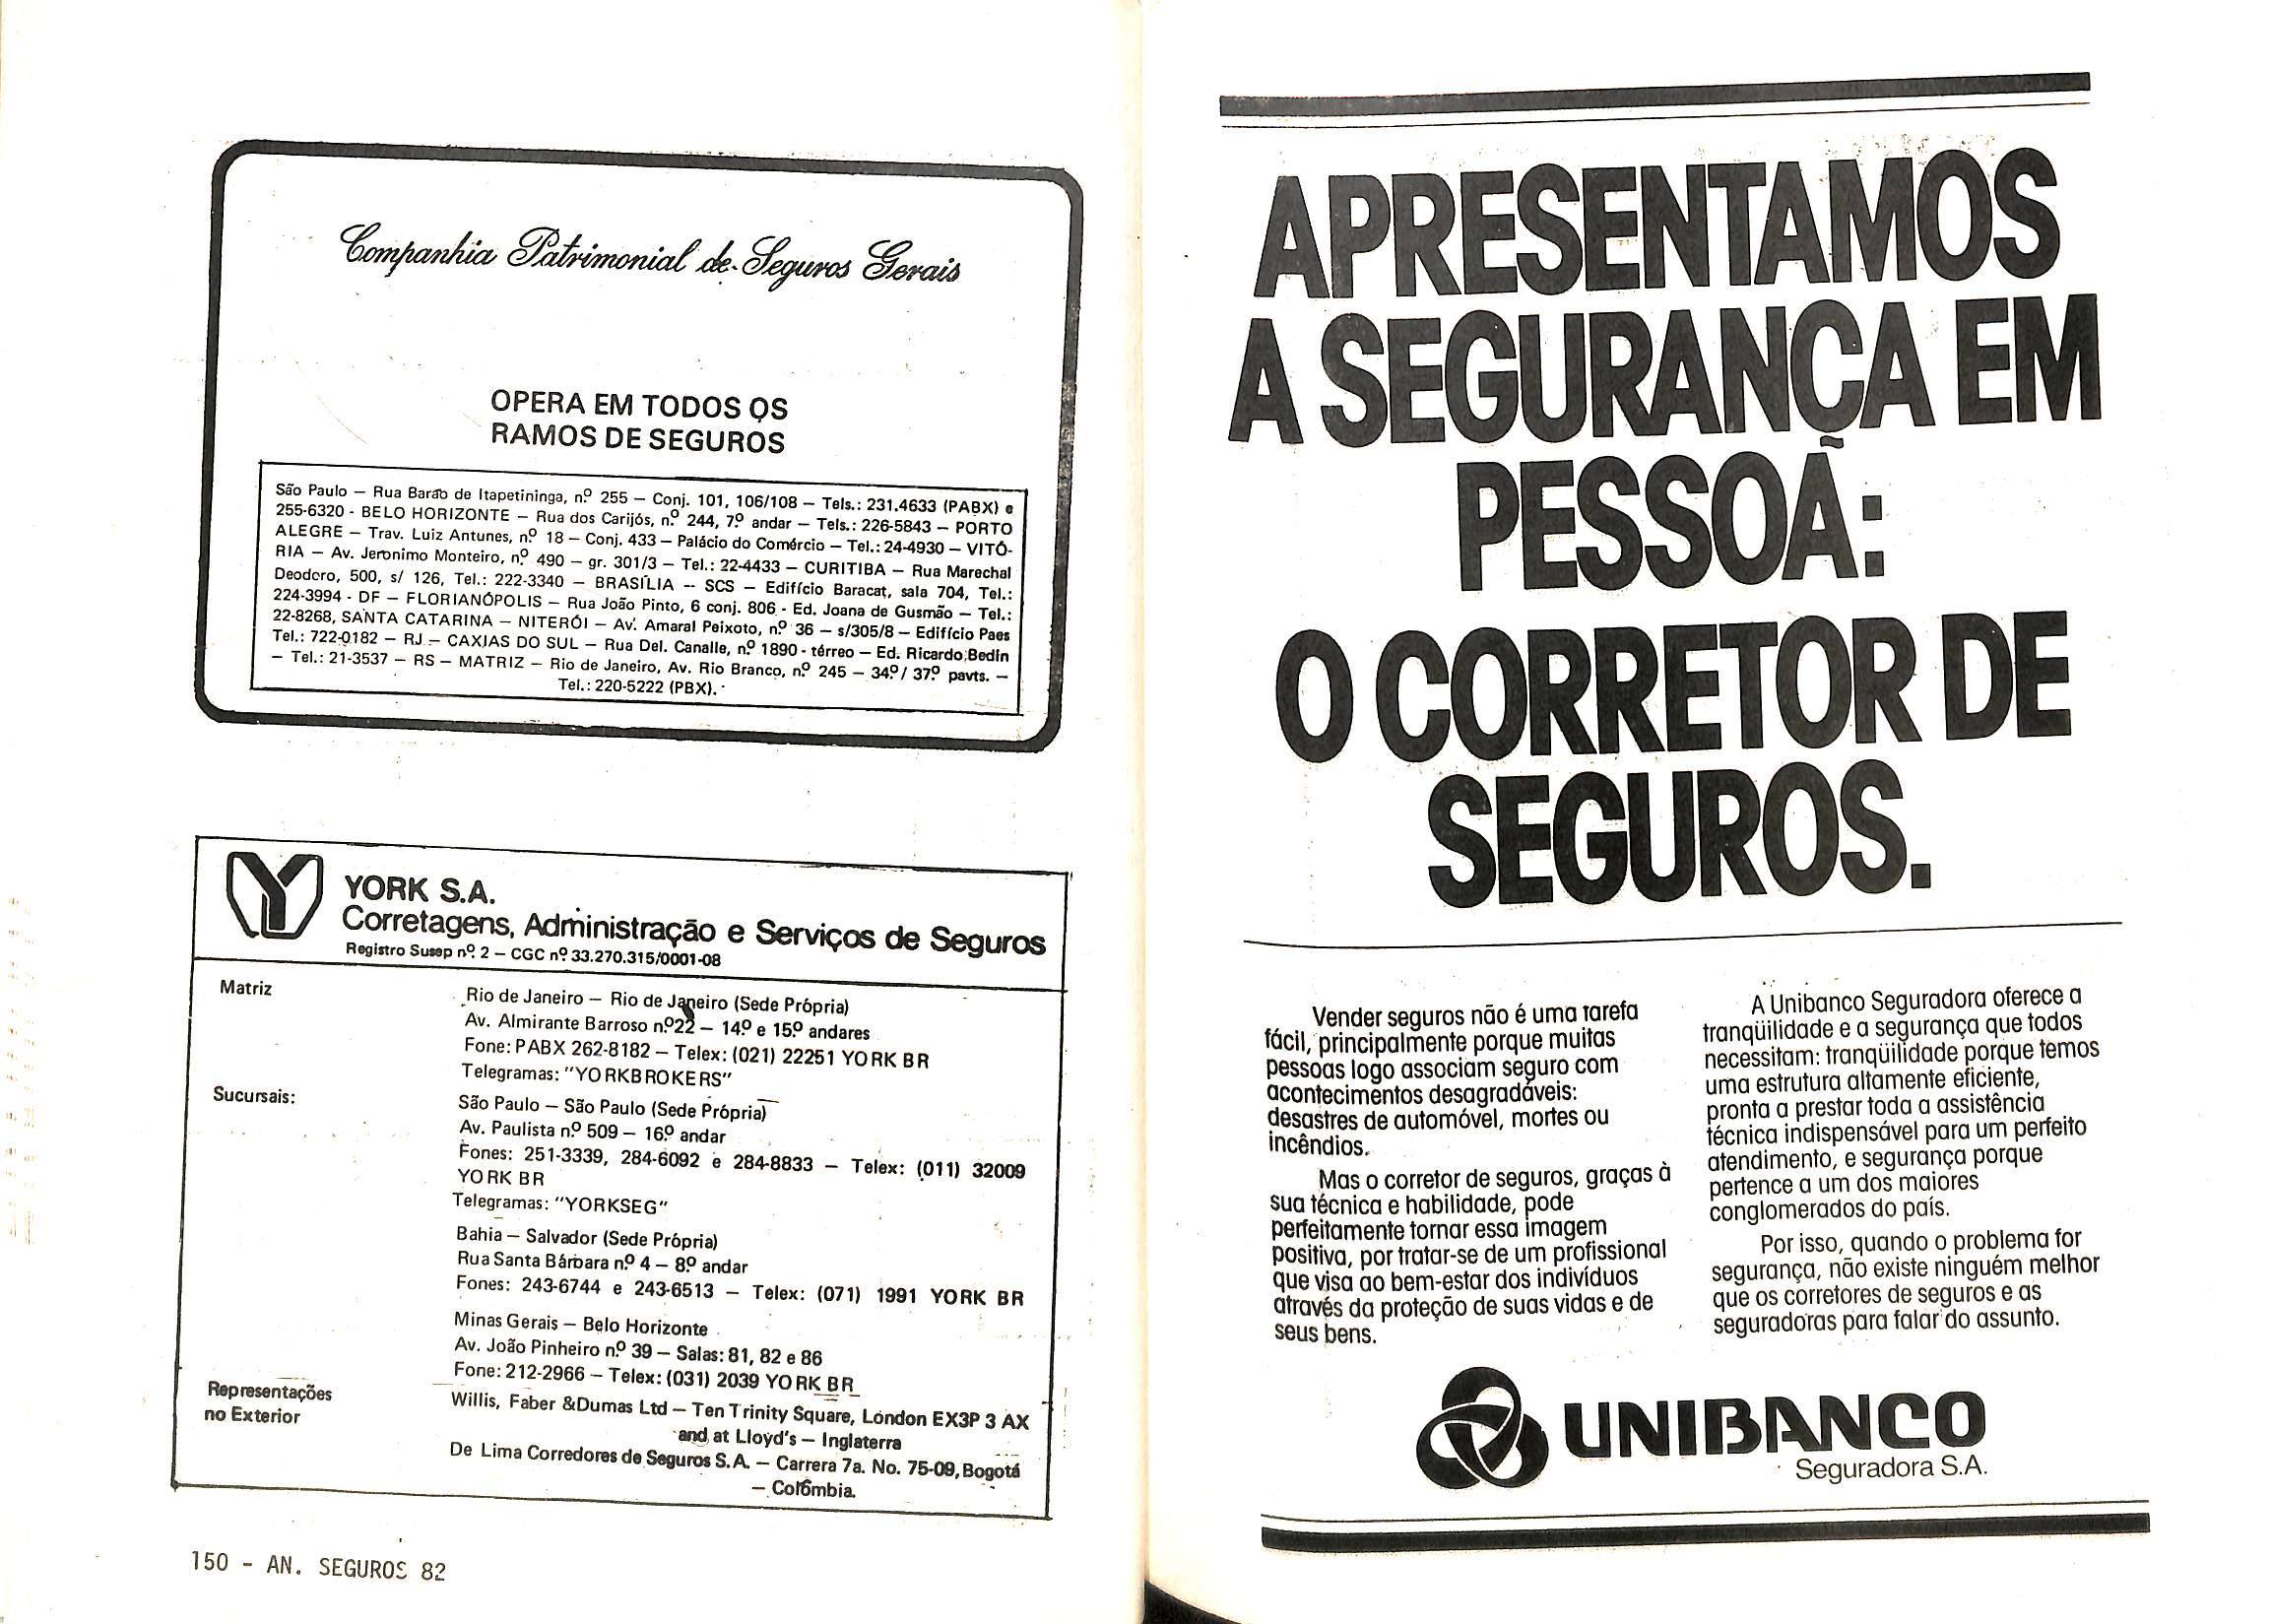 Companhia Patrimonial de Seguros Gerais
OPERA EM TODOS OS
RAMOS DE SEGUROS
São Paulo — Rua Barão de Itapetininga, nº 255 — Conj. 101, 106/108 — Tels.: 231.4633 (PABX) e
255-6320 - BELO HORIZONTE — Rua dos Carijós, nº 244, 7º andar — Tels.: 226-5843 — PORTO
ALEGRE — Trav. Luiz Antunes, nº 18 — Conj. 433 — Palácio do Comércio — Tel.: 24-4930 — VITÓ-
RIA — Av. Jeronimo Monteiro, nº 490 — gr. 301/3 — Tel.: 22-4433 — CURITIBA — Rua Marechal
Deodoro, 500, s/ 126, Tel.: 222-3340 — BRASÍLIA -- SCS — Edifício Baracat, sala 704, Tel.:
224-3994 - DF — FLORIANÓPOLIS — Rua João Pinto, 6 conj. 806 - Ed. Joana de Gusmão — Tel.:
22-8268, SANTA CATARINA — NITERÓI — Av. Amaral Peixoto, nº 36 — s/305/8 — Edifício Paes
Tel.: 722-0182 — RJ — CAXIAS DO SUL — Rua Del. Canalle, nº 1890 - térreo — Ed. Ricardo Bedin
— Tel.: 21-3537 — RS — MATRIZ — Rio de Janeiro, Av. Rio Branco, nº 245 — 34º / 37º pavts. —
Tel.: 220-5222 (PBX).
YORK S.A.
Corretagens, Administração e Serviços de Seguros
Registro Susep nº 2 — CGC nº 33.270.315/0001-08
Matriz
Rio de Janeiro — Rio de Janeiro (Sede Própria)
Av. Almirante Barroso nº 22 — 14º e 15º andares
Fone: PABX 262-8182 — Telex: (021) 22251 YORK BR
Telegramas: "YORKBROKERS"
Sucursais:
São Paulo — São Paulo (Sede Própria)
Av. Paulista nº 509 — 16º andar
Fones: 251-3339, 284-6092 e 284-8833 — Telex: (011) 32009
YORK BR
Telegramas: "YORKSEG"
Bahia — Salvador (Sede Própria)
Rua Santa Bárbara nº 4 — 8º andar
Fones: 243-6744 e 243-6513 — Telex: (071) 1991 YORK BR
Minas Gerais — Belo Horizonte
Av. João Pinheiro nº 39 — Salas: 81, 82 e 86
Fone: 212-2966 — Telex: (031) 2039 YORK BR
Representações
no Exterior
Willis, Faber &Dumas Ltd — Ten Trinity Square, London EX3P 3 AX
and at Lloyd's — Inglaterra
De Lima Corredores de Seguros S.A. — Carrera 7a. No. 75-09, Bogotá
— Colômbia.
150 - AN. SEGUROS 82
APRESENTAMOS
A SEGURANÇA EM
PESSOÃ:
O CORRETOR DE
SEGUROS.
Vender seguros não é uma tarefa
fácil, principalmente porque muitas
pessoas logo associam seguro com
acontecimentos desagradáveis:
desastres de automóvel, mortes ou
incêndios.
Mas o corretor de seguros, graças à
sua técnica e habilidade, pode
perfeitamente tornar essa imagem
positiva, por tratar-se de um profissional
que visa ao bem-estar dos indivíduos
através da proteção de suas vidas e de
seus bens.
A Unibanco Seguradora oferece a
tranqüilidade e a segurança que todos
necessitam: tranqüilidade porque temos
uma estrutura altamente eficiente,
pronta a prestar toda a assistência
técnica indispensável para um perfeito
atendimento, e segurança porque
pertence a um dos maiores
conglomerados do país.
Por isso, quando o problema for
segurança, não existe ninguém melhor
que os corretores de seguros e as
seguradoras para falar do assunto.
UNIBANCO
Seguradora S.A.